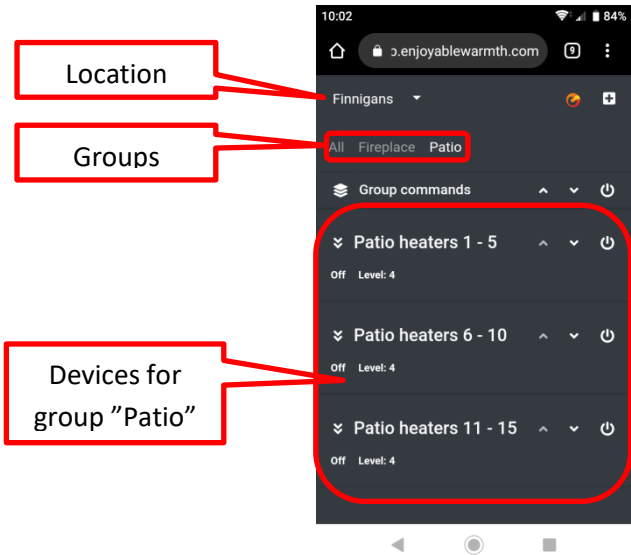 10:02
84%
ɔ.enjoyablewarmth.com
9
Location
Finnigans
Groups
All Fireplace Patio
Group commands
Patio heaters 1 - 5
Off Level: 4
Patio heaters 6 - 10
Off Level: 4
Devices for
group ”Patio”
Patio heaters 11 - 15
Off Level: 4